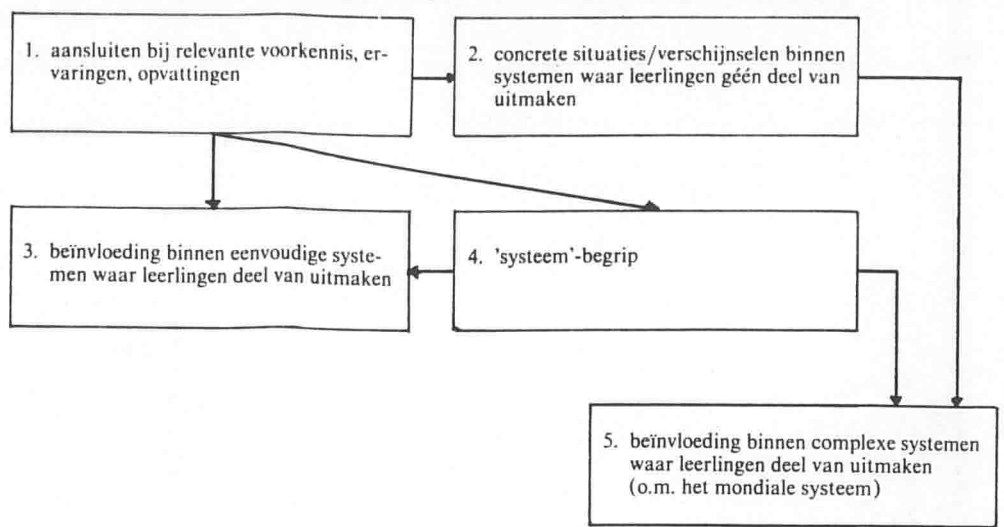 1. aansluiten bij relevante voorkennis, er-
varingen, opvattingen
2. concrete situaties/verschijnselen binnen
systemen waar leerlingen géén deel van
uitmaken
3. beïnvloeding binnen eenvoudige syste-
men waar leerlingen deel van uitmaken
4. 'systeem'-begrip
5. beïnvloeding binnen complexe systemen
waar leerlingen deel van uitmaken
(o.m. het mondiale systeem)